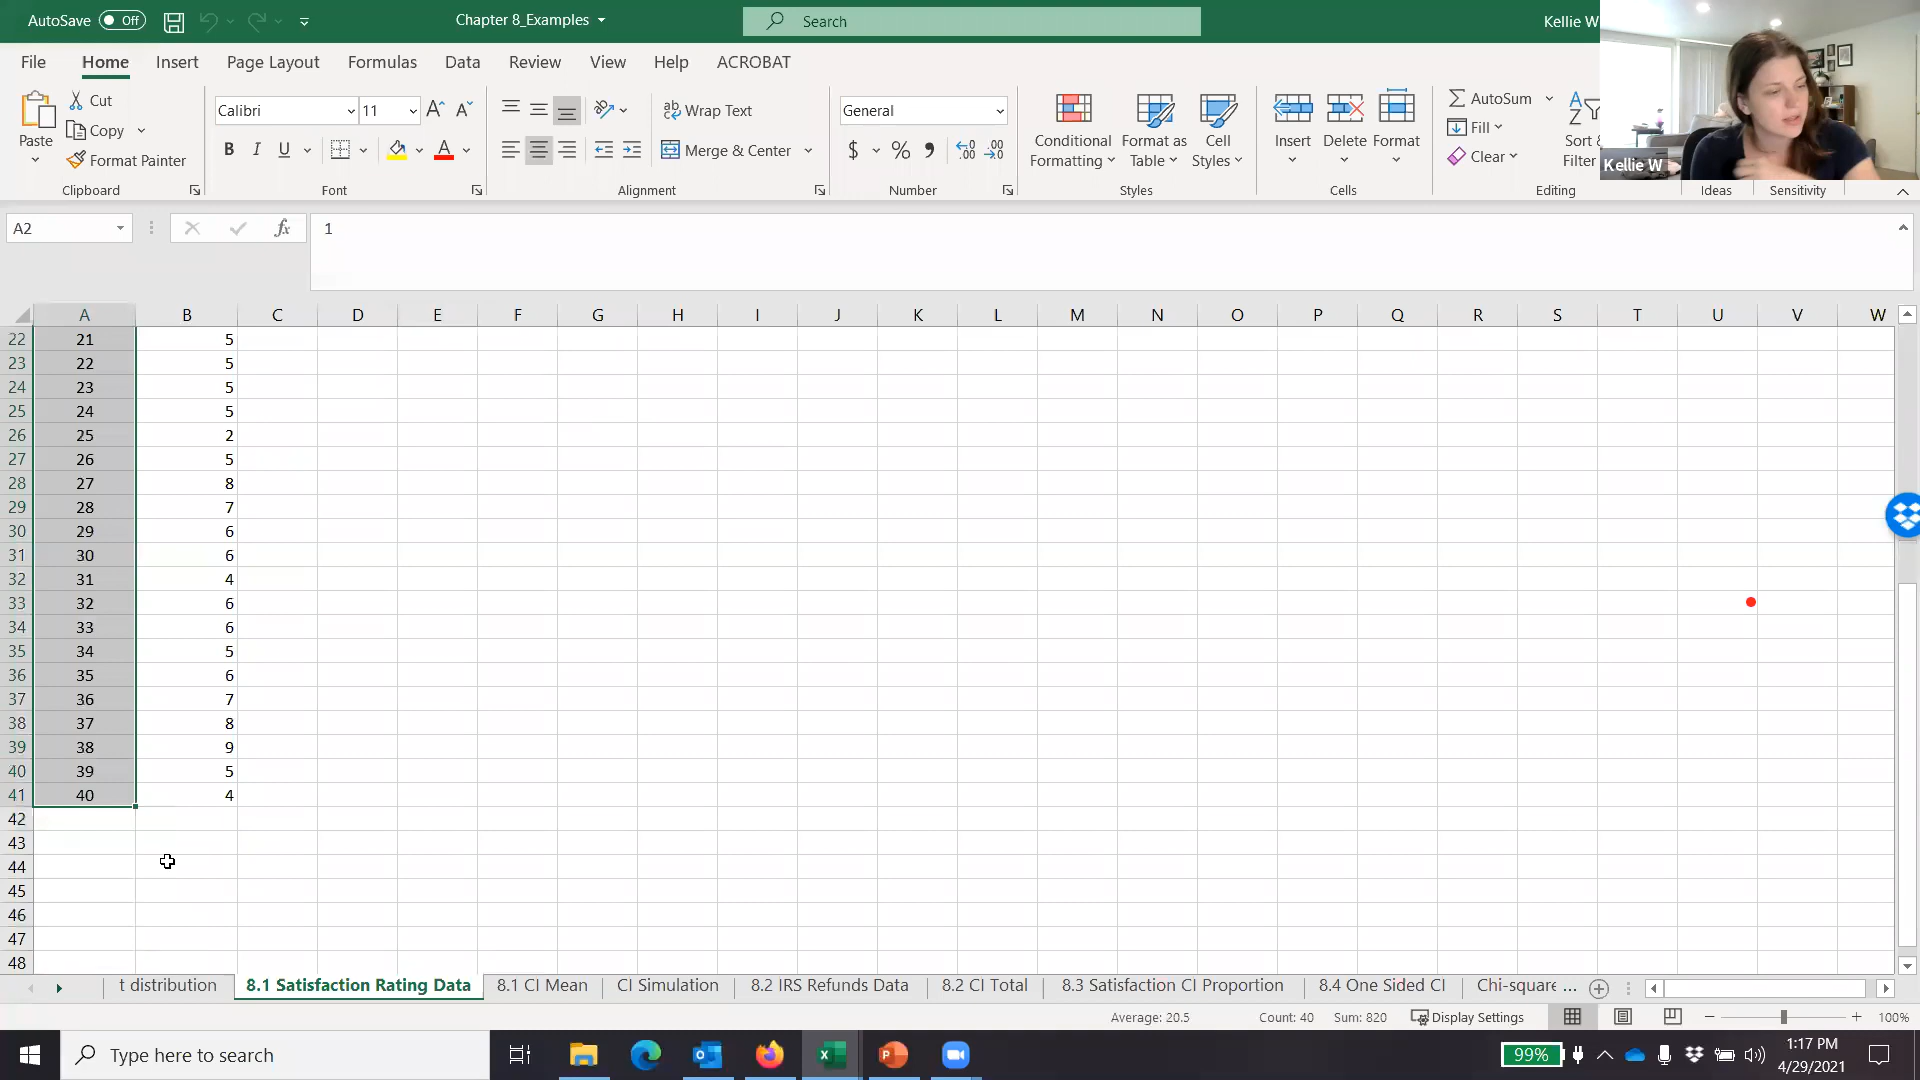 AutoSave Off Chapter 8_Examples Search Kellie W
File Home Insert Page Layout Formulas Data Review View Help ACROBAT
Paste Cut Copy Format Painter Clipboard
Calibri 11 B I U A Font
Wrap Text Merge & Center Alignment
General $ % Number
Conditional Formatting Format as Table Cell Styles Styles
Insert Delete Format Cells
AutoSum Fill Clear Sort & Filter Editing
Kellie W
Ideas Sensitivity
A2 fx 1
A B C D E F G H I J K L M N O P Q R S T U V W
22 21 5
23 22 5
24 23 5
25 24 5
26 25 2
27 26 5
28 27 8
29 28 7
30 29 6
31 30 6
32 31 4
33 32 6
34 33 6
35 34 5
36 35 6
37 36 7
38 37 8
39 38 9
40 39 5
41 40 4
42
43
44
45
46
47
48
t distribution 8.1 Satisfaction Rating Data 8.1 CI Mean CI Simulation 8.2 IRS Refunds Data 8.2 CI Total 8.3 Satisfaction CI Proportion 8.4 One Sided CI Chi-square ...
Average: 20.5 Count: 40 Sum: 820 Display Settings 100%
Type here to search 99% 1:17 PM
4/29/2021